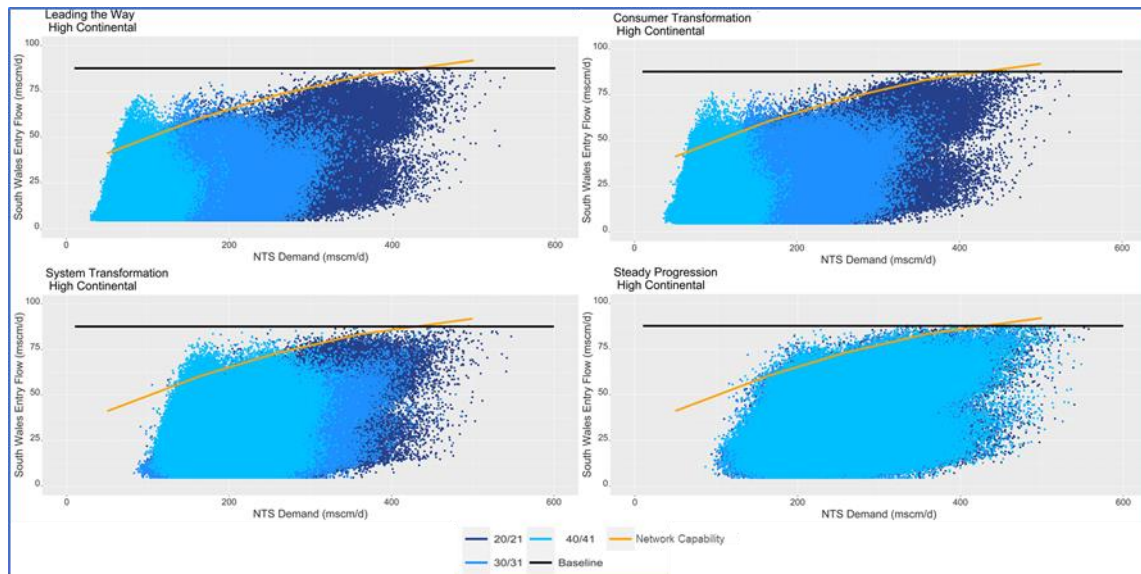 Leading the Way
High Continental
100.
75
50
25
0.
South Wales Entry Flow (mscm/d)
0
200
400
600
NTS Demand (mscm/d)
Consumer Transformation
High Continental
100.
75
50
25
0.
South Wales Entry Flow (mscm/d)
0
200
400
600
NTS Demand (mscm/d)
System Transformation
High Continental
100.
75
50
25
0.
South Wales Entry Flow (mscm/d)
0
200
400
600
NTS Demand (mscm/d)
Steady Progression
High Continental
100.
75
50
25
0.
South Wales Entry Flow (mscm/d)
0
200
400
600
NTS Demand (mscm/d)
20/21
40/41
Network Capability
30/31
Baseline